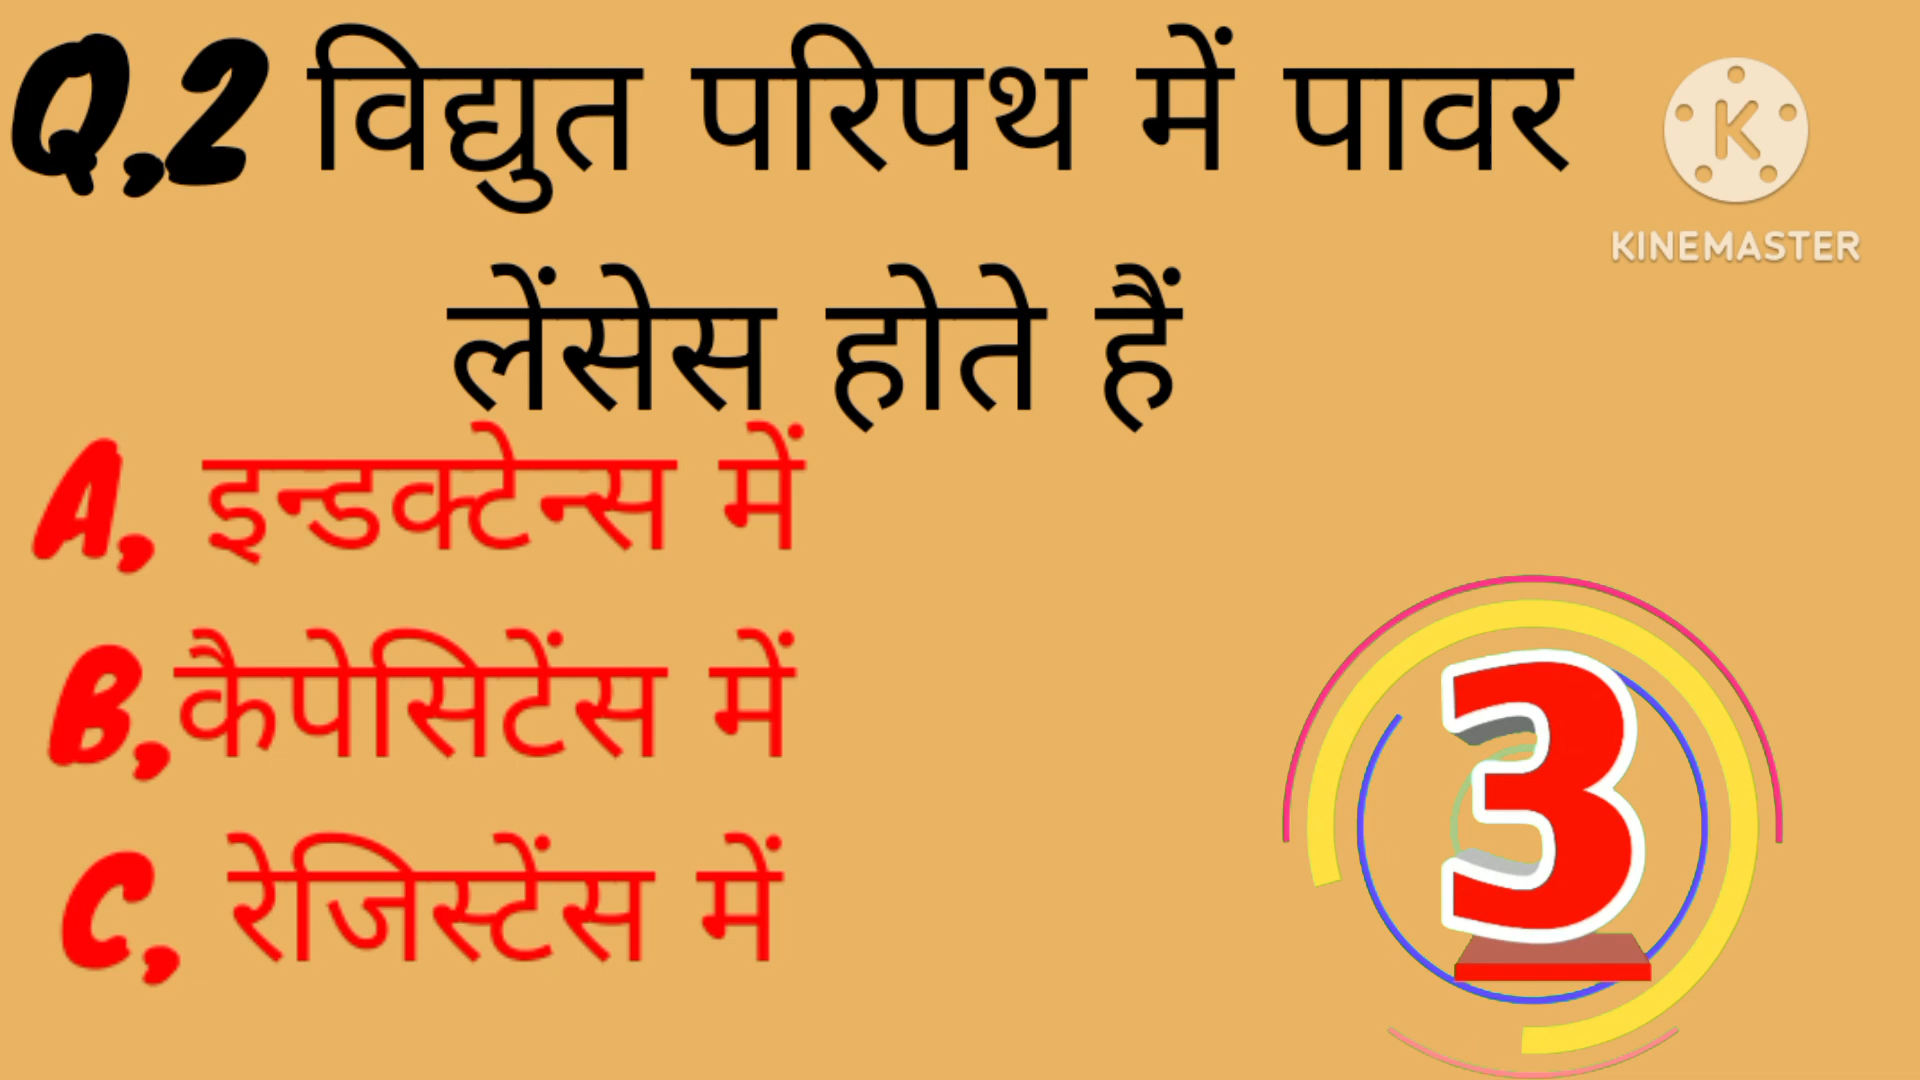 Q,2 विद्युत परिपथ में पावर
K
KINEMASTER
लेंसेस होते हैं
A, इन्डक्टेन्स में
B,कैपेसिटेंस में
C, रेजिस्टेंस में
3